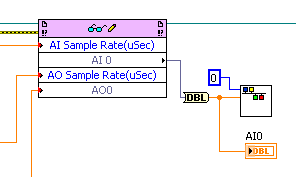 AI Sample Rate(uSec)
AI 0
AO Sample Rate(uSec)
AO0
0
DBL
AI0
DBL